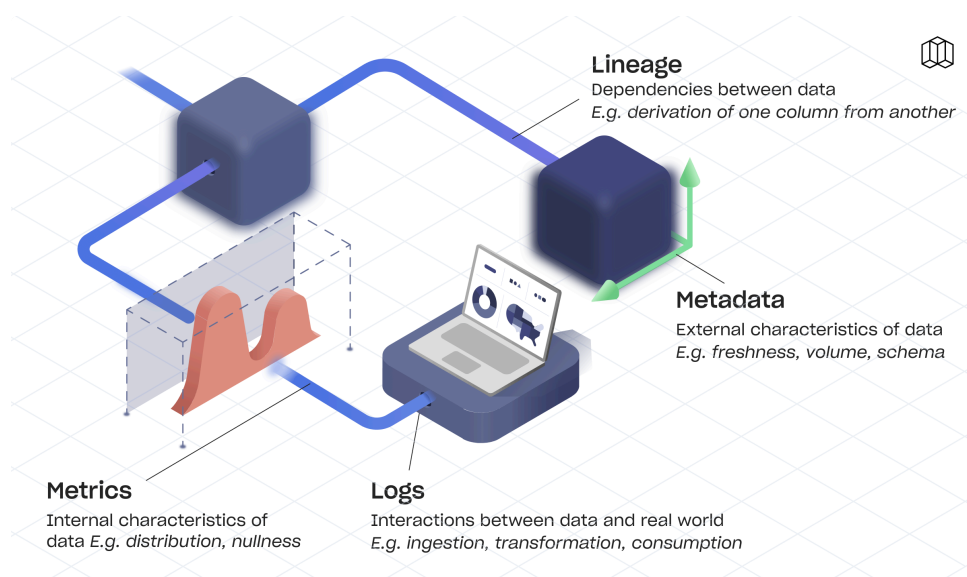 Lineage
Dependencies between data
E.g. derivation of one column from another
Metadata
External characteristics of data
E.g. freshness, volume, schema
Metrics
Internal characteristics of
data E.g. distribution, nullness
Logs
Interactions between data and real world
E.g. ingestion, transformation, consumption